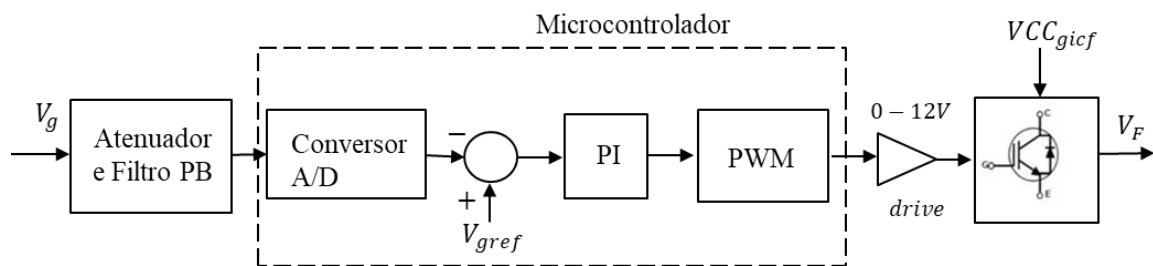 Microcontrolador
VCC_gicf
V_g
Atenuador
e Filtro PB
Conversor
A/D
−
+
V_gref
PI
PWM
0 − 12V
drive
C
G
E
V_F